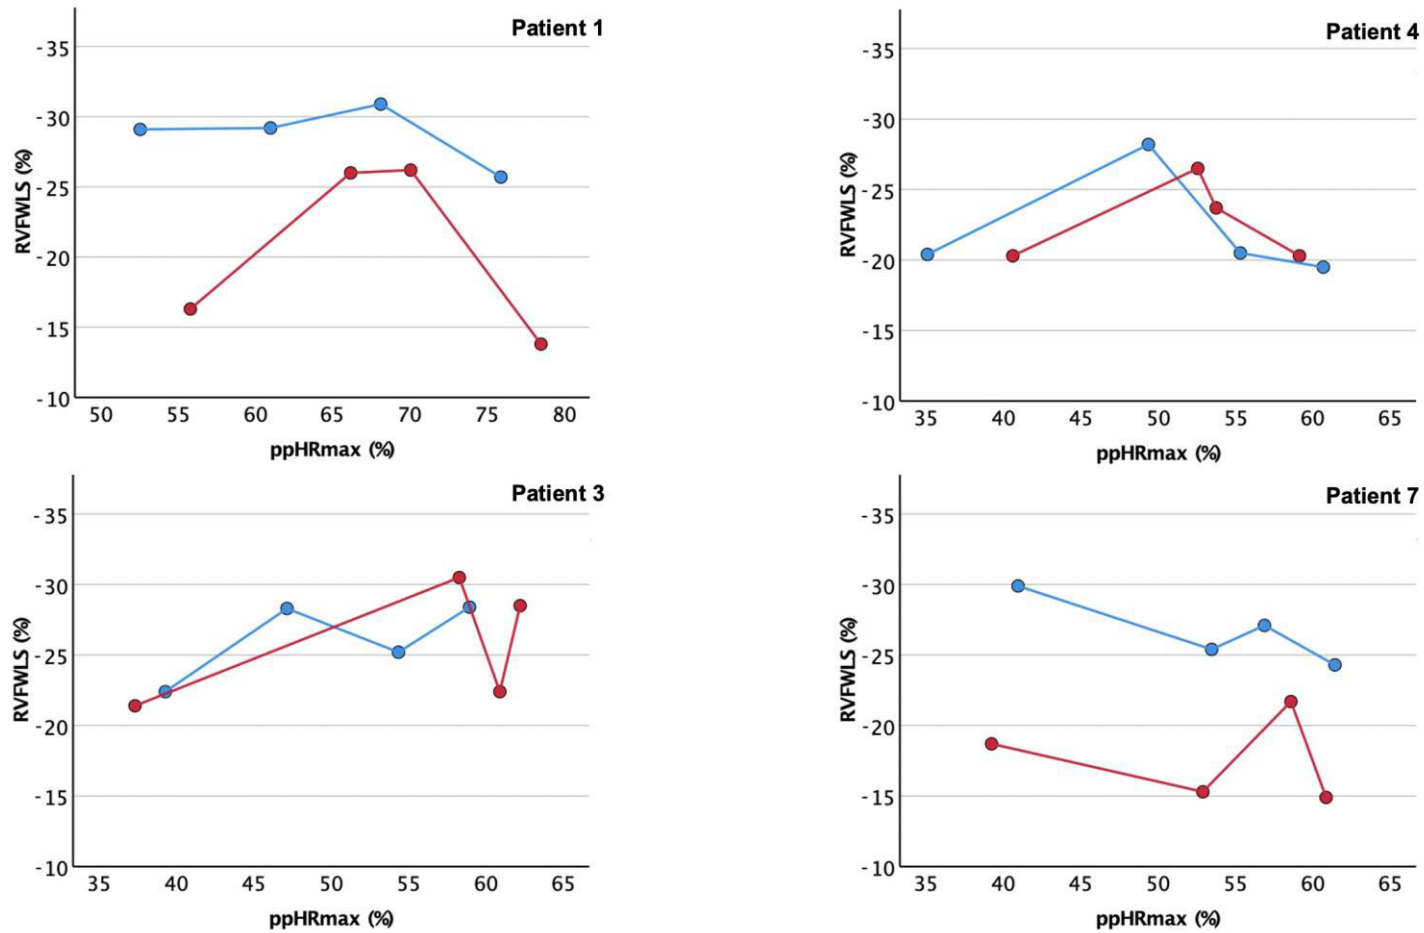 Patient 1
-35
-30
-25
-20
-15
-10
RVFWLS (%)
50 55 60 65 70 75 80
ppHRmax (%)
Patient 4
-35
-30
-25
-20
-15
-10
RVFWLS (%)
35 40 45 50 55 60 65
ppHRmax (%)
Patient 3
-35
-30
-25
-20
-15
-10
RVFWLS (%)
35 40 45 50 55 60 65
ppHRmax (%)
Patient 7
-35
-30
-25
-20
-15
-10
RVFWLS (%)
35 40 45 50 55 60 65
ppHRmax (%)